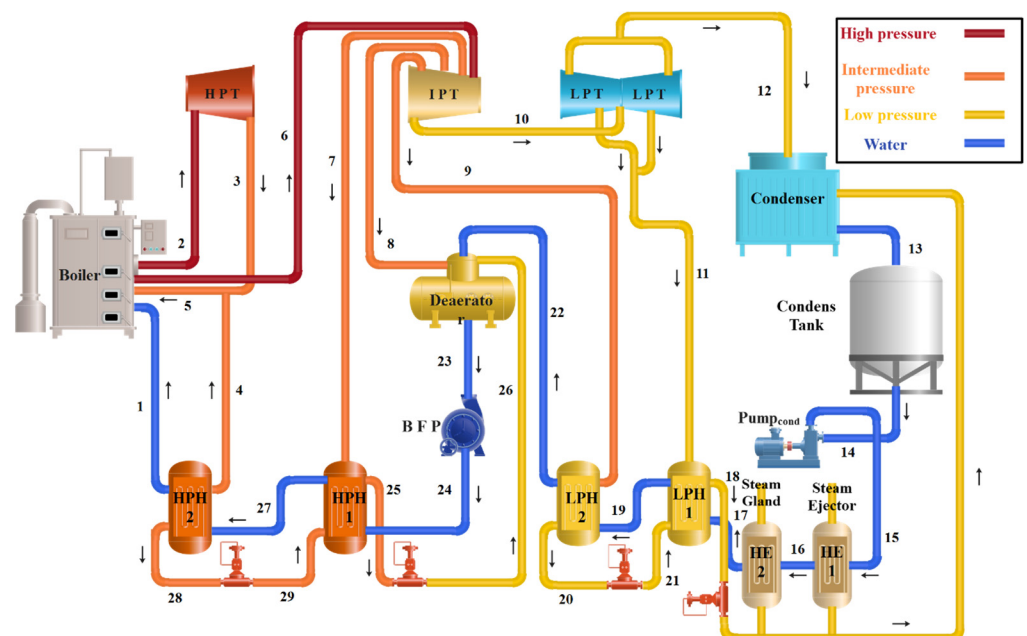 High pressure
Intermediate
pressure
Low pressure
Water
H P T
I P T
L P T
L P T
6
10
12
2
3
7
9
Boiler
5
8
Deaerato
r
11
Condenser
13
Condens
Tank
22
23
26
1
4
B F P
24
Pumpcond
14
HPH
2
27
HPH
1
25
LPH
2
19
LPH
1
18
17
Steam
Gland
Steam
Ejector
HE
2
16
HE
1
15
28
29
20
21